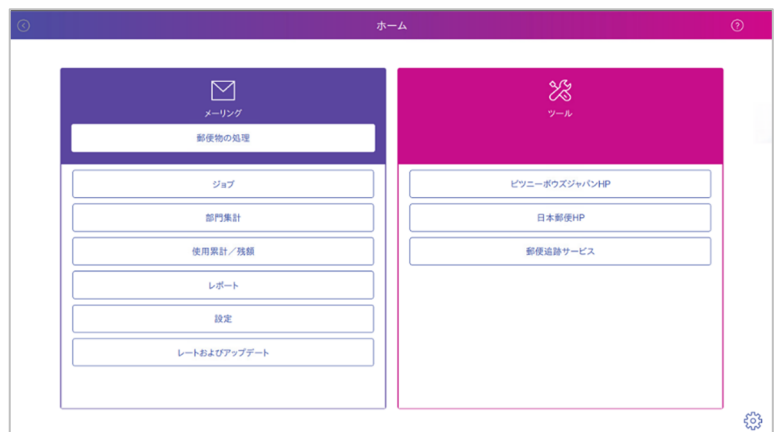 ホーム
メーリング
郵便物の処理
ジョブ
部門集計
使用累計／残額
レポート
設定
レートおよびアップデート
ツール
ピツニーボウズジャパンHP
日本郵便HP
郵便追跡サービス